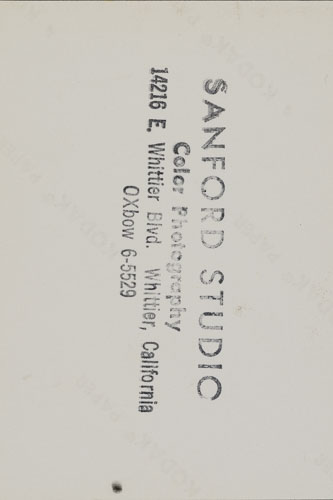 SANFORD STUDIO
Color Photography
14216 E. Whittier Blvd. Whittier, California
OXbow 6-5529